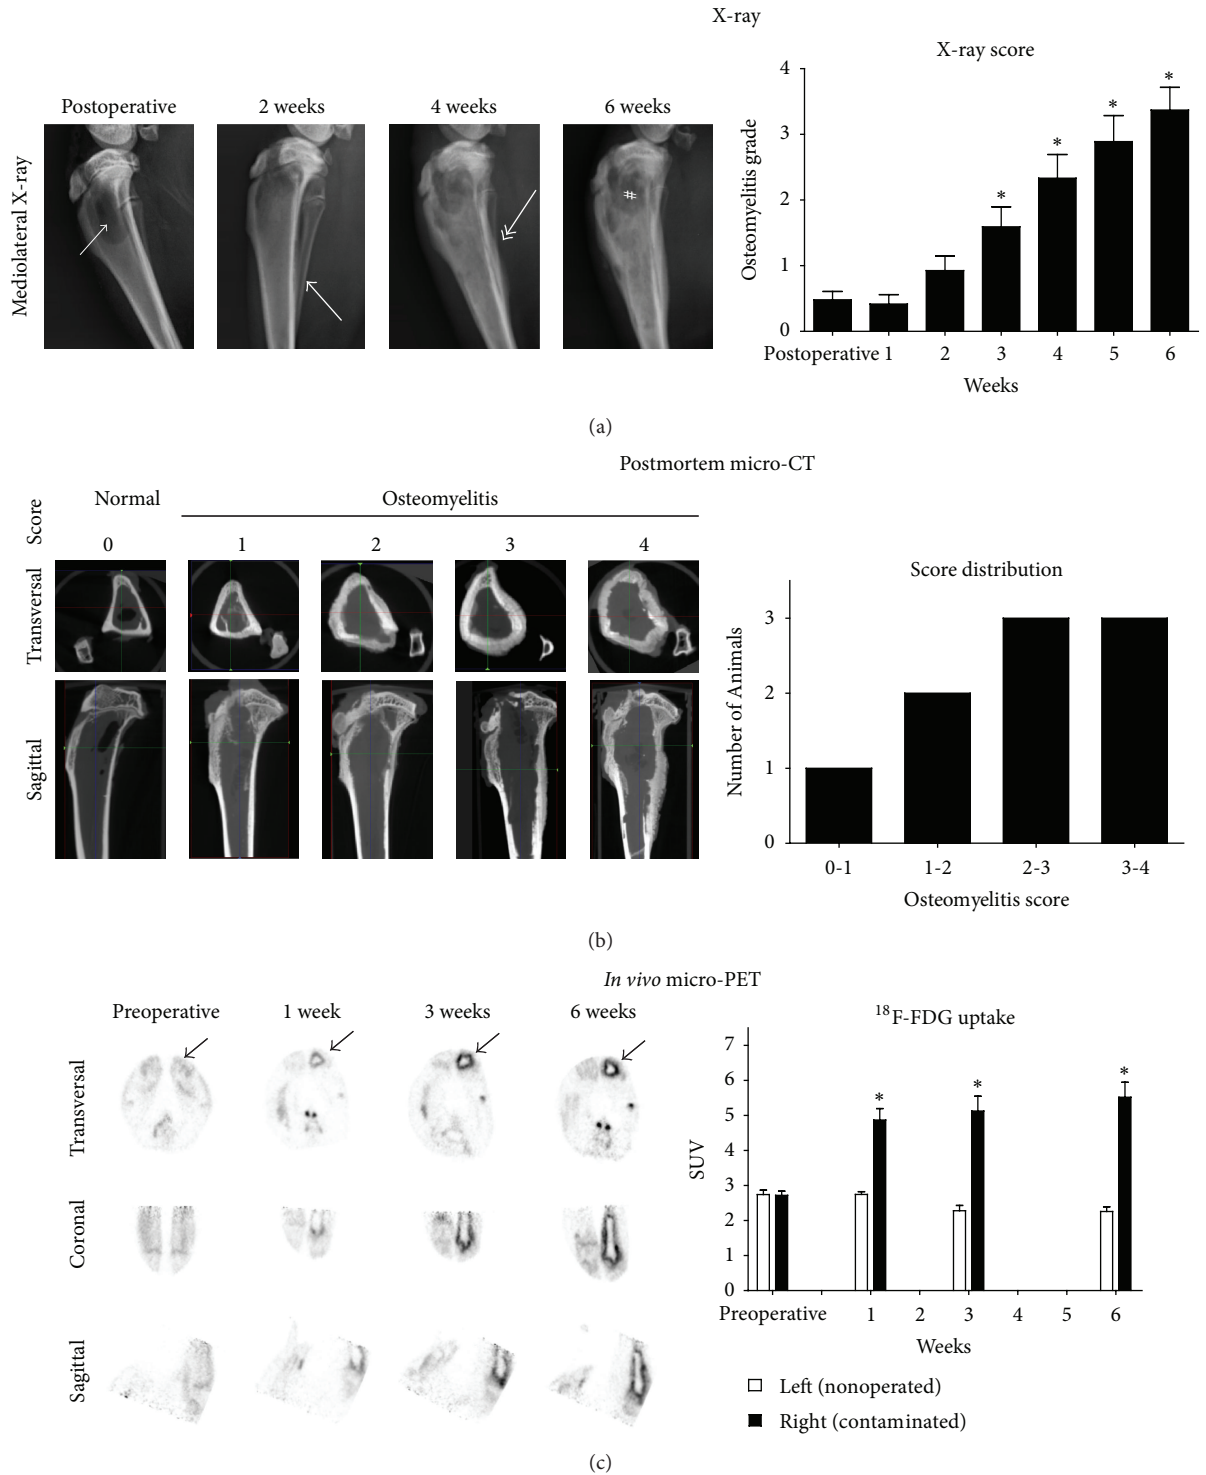 X-ray
Postoperative
2 weeks
4 weeks
6 weeks
Mediolateral X-ray
#
X-ray score
Osteomyelitis grade
4
3
2
1
0
*
*
*
*
Postoperative 1 2 3 4 5 6
Weeks
(a)
Postmortem micro-CT
Score
Normal
Osteomyelitis
0 1 2 3 4
Transversal
Sagittal
Score distribution
Number of Animals
3
2
1
0
0-1 1-2 2-3 3-4
Osteomyelitis score
(b)
In vivo micro-PET
Preoperative
1 week
3 weeks
6 weeks
Transversal
Coronal
Sagittal
¹⁸F-FDG uptake
SUV
7
6
5
4
3
2
1
0
*
*
*
Preoperative 1 2 3 4 5 6
Weeks
Left (nonoperated)
Right (contaminated)
(c)